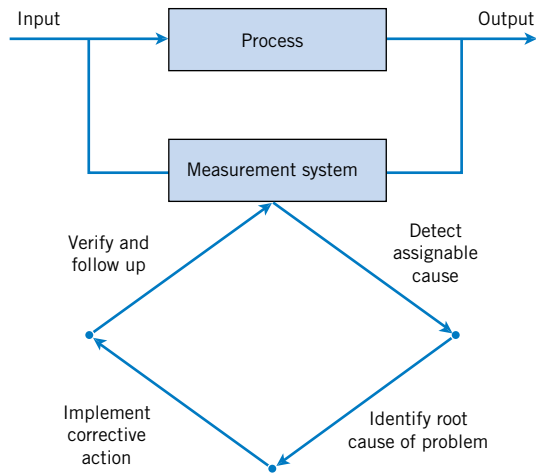 Input
Output
Process
Measurement system
Verify and
follow up
Detect
assignable
cause
Implement
corrective
action
Identify root
cause of problem